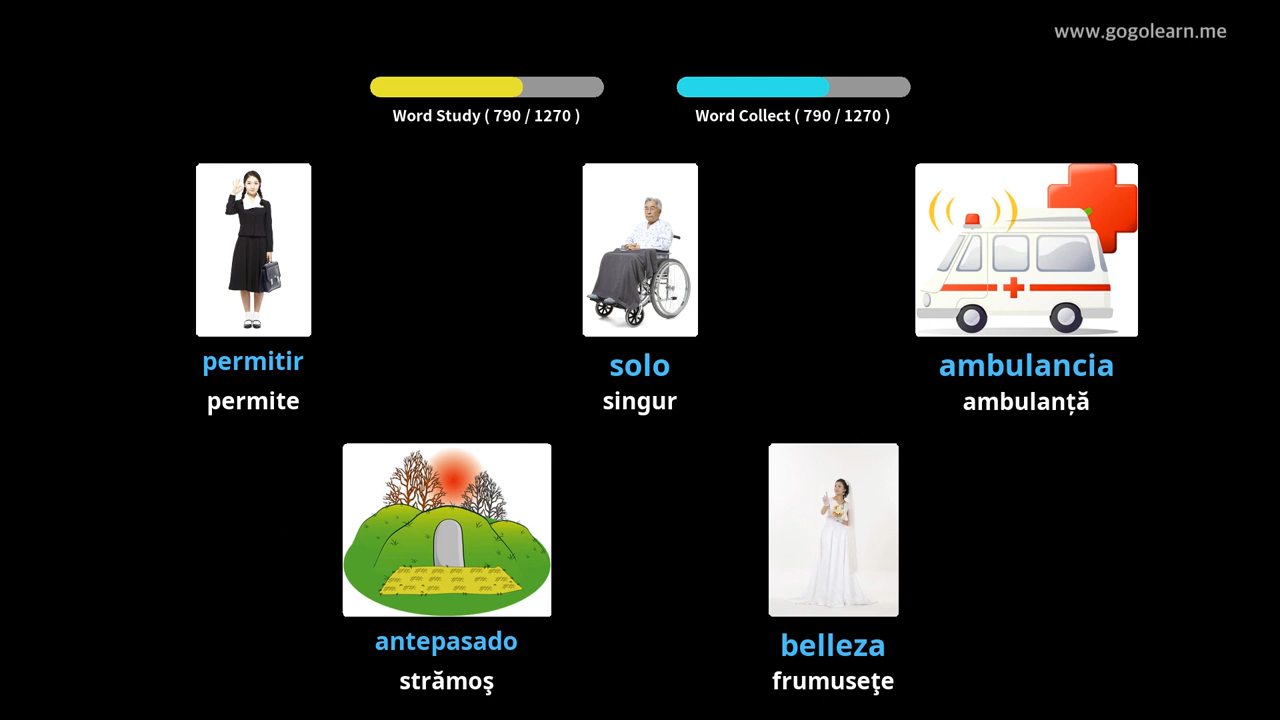 www.gogolearn.me
Word Study ( 790 / 1270 )
Word Collect ( 790 / 1270 )
permitir
permite
solo
singur
ambulancia
ambulanță
antepasado
strămoş
belleza
frumuseţe